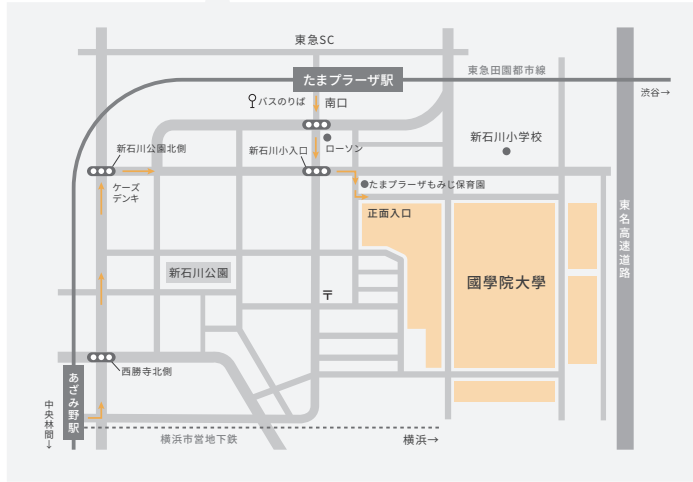 東急SC
たまプラーザ駅
東急田園都市線
渋谷→
バスのりば
南口
新石川公園北側
新石川小入口
ローソン
新石川小学校
ケーズ
デンキ
たまプラーザもみじ保育園
正面入口
東名高速道路
新石川公園
國學院大學
〒
西勝寺北側
あざみ野駅
中央林間→
横浜市営地下鉄
横浜→